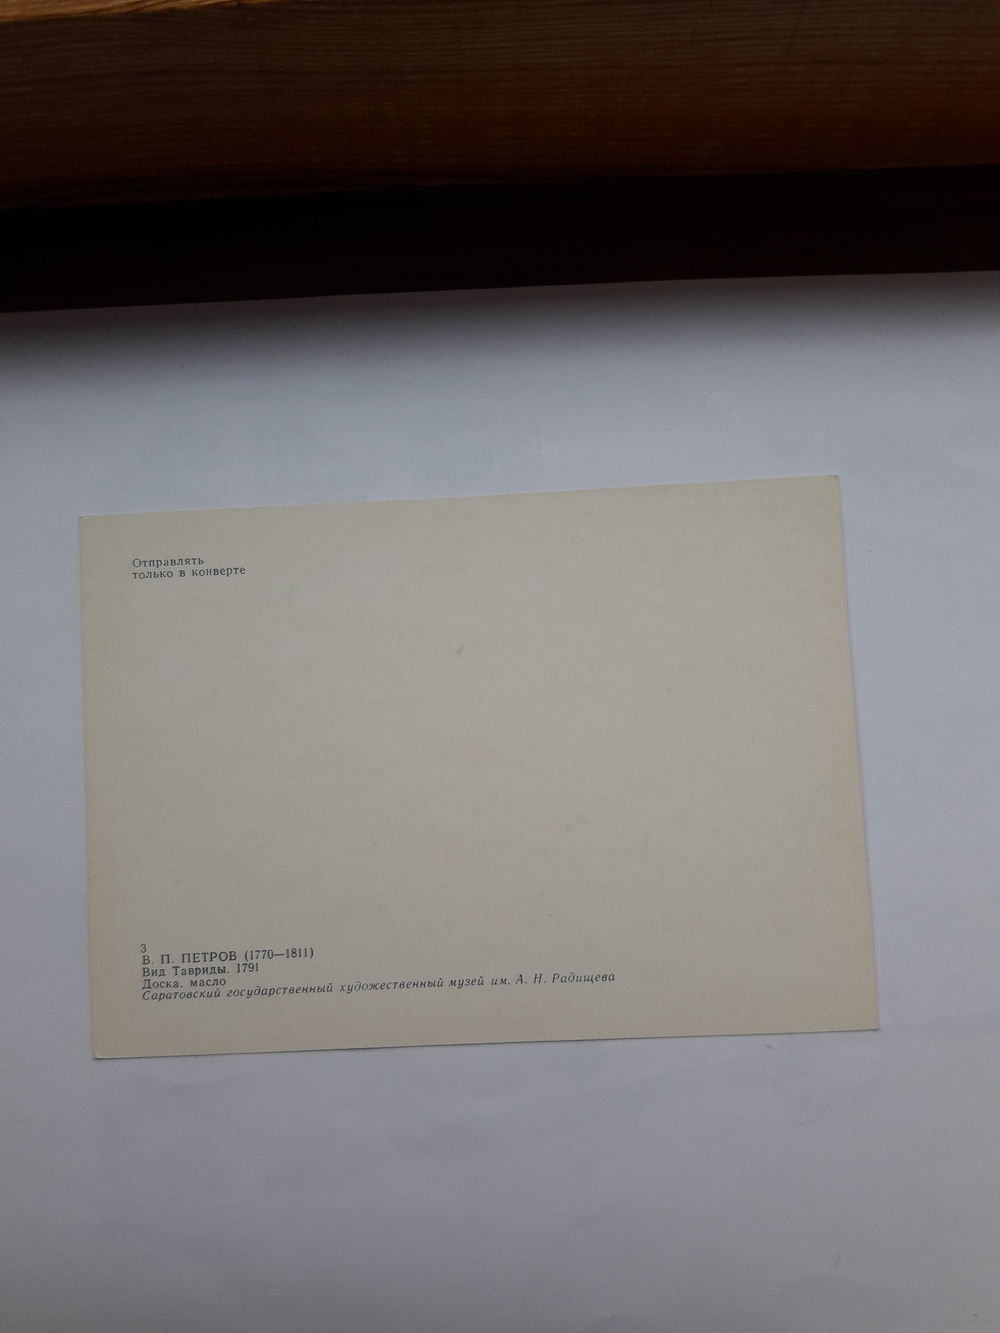 Отправлять
только в конверте
3
В. П. ПЕТРОВ (1770—1811)
Вид Тавриды. 1791
Доска, масло
Саратовский государственный художественный музей им. А. Н. Радищева